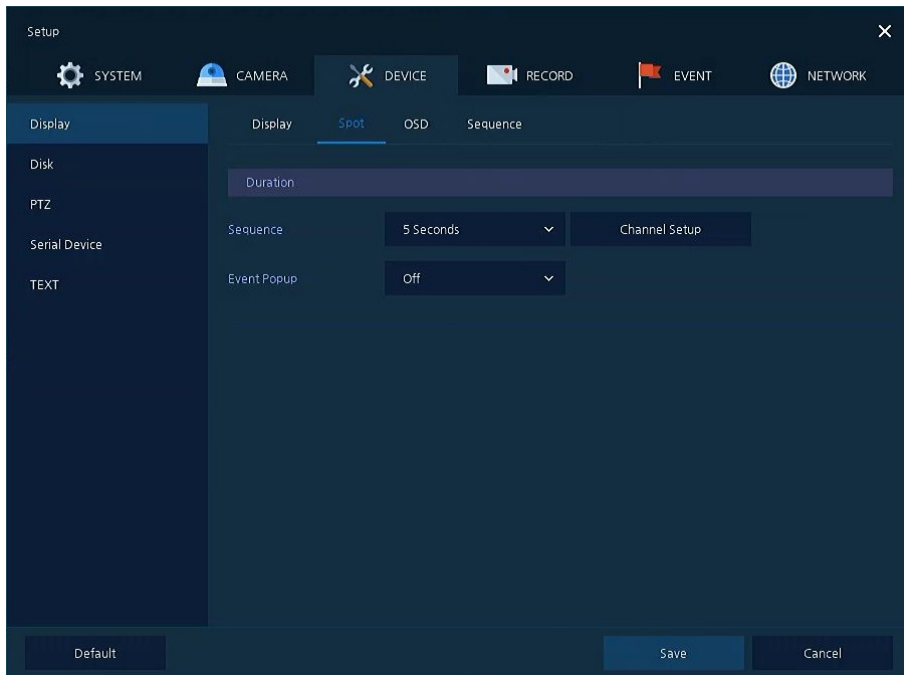 Setup
SYSTEM CAMERA DEVICE RECORD EVENT NETWORK
Display
Disk
PTZ
Serial Device
TEXT
Display Spot OSD Sequence
Duration
Sequence 5 Seconds Channel Setup
Event Popup Off
Default Save Cancel